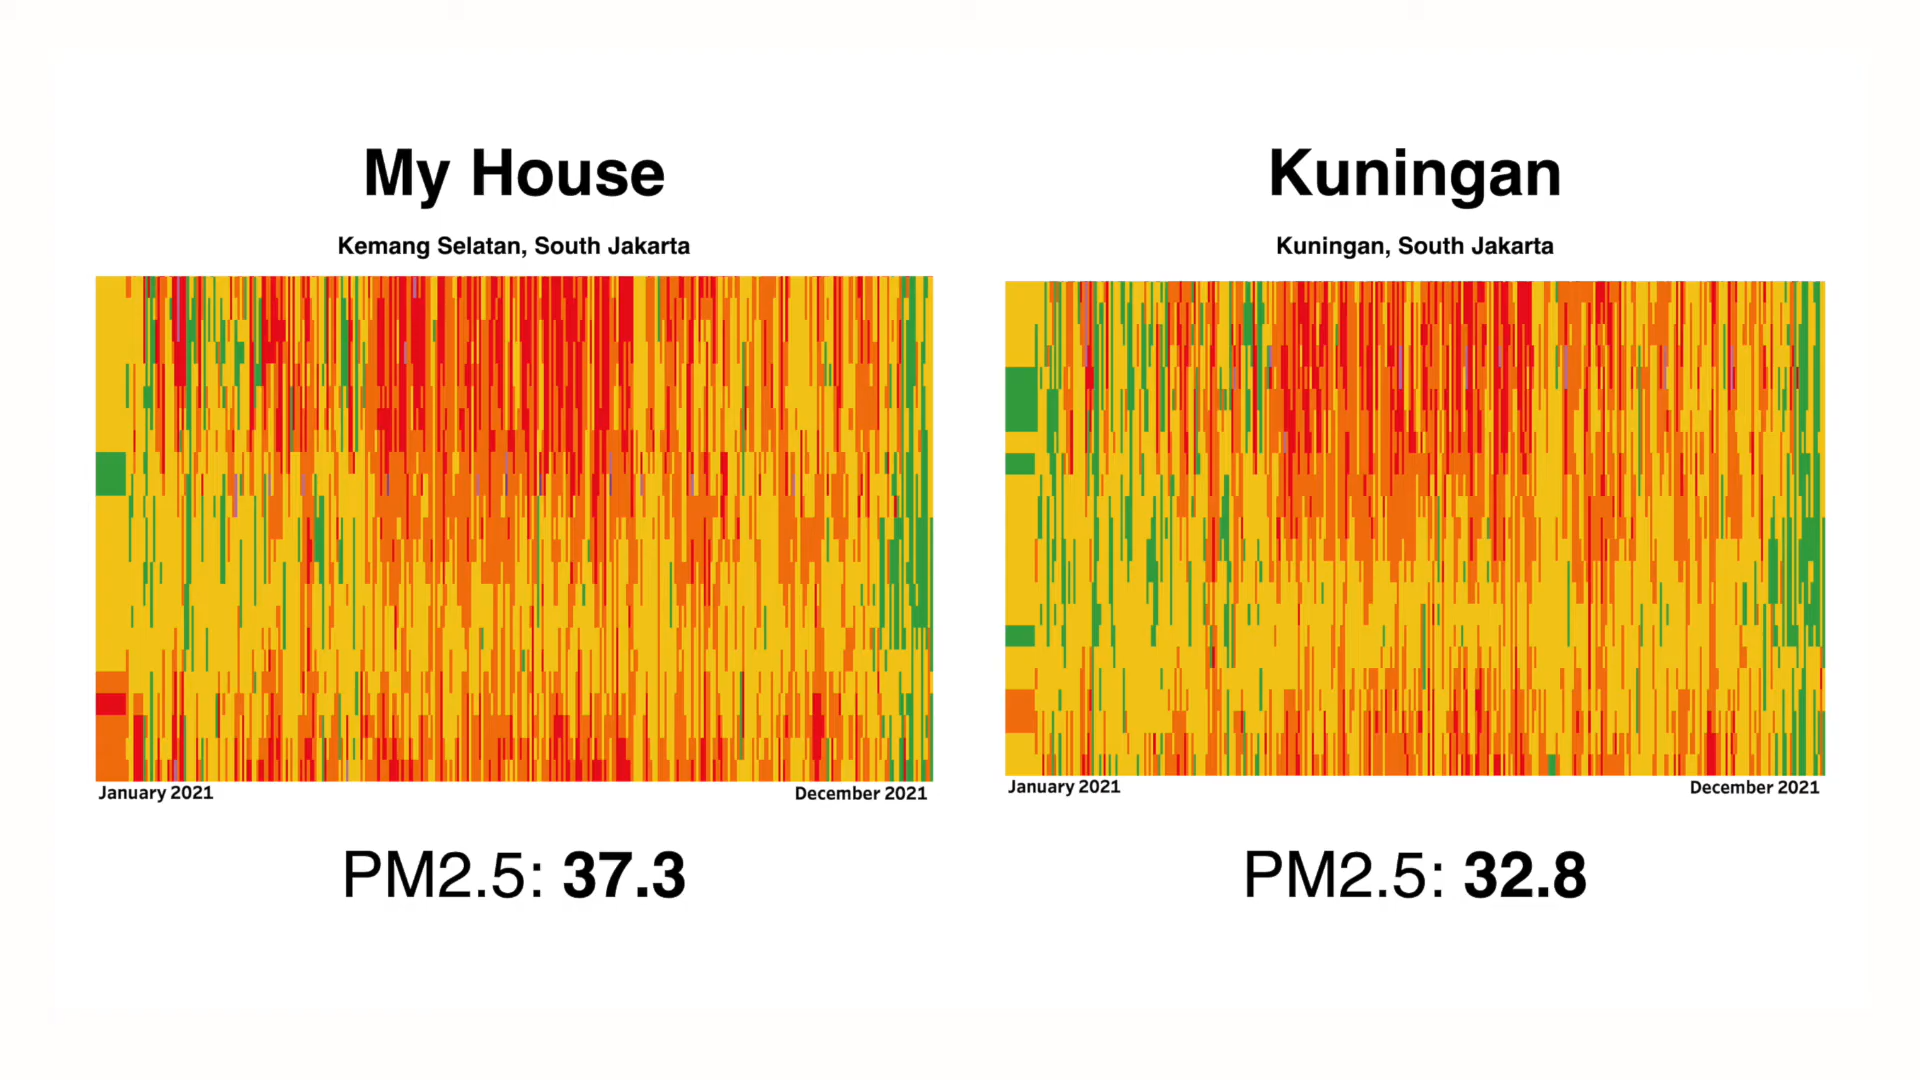 My House
Kemang Selatan, South Jakarta
January 2021
December 2021
PM2.5: 37.3
Kuningan
Kuningan, South Jakarta
January 2021
December 2021
PM2.5: 32.8